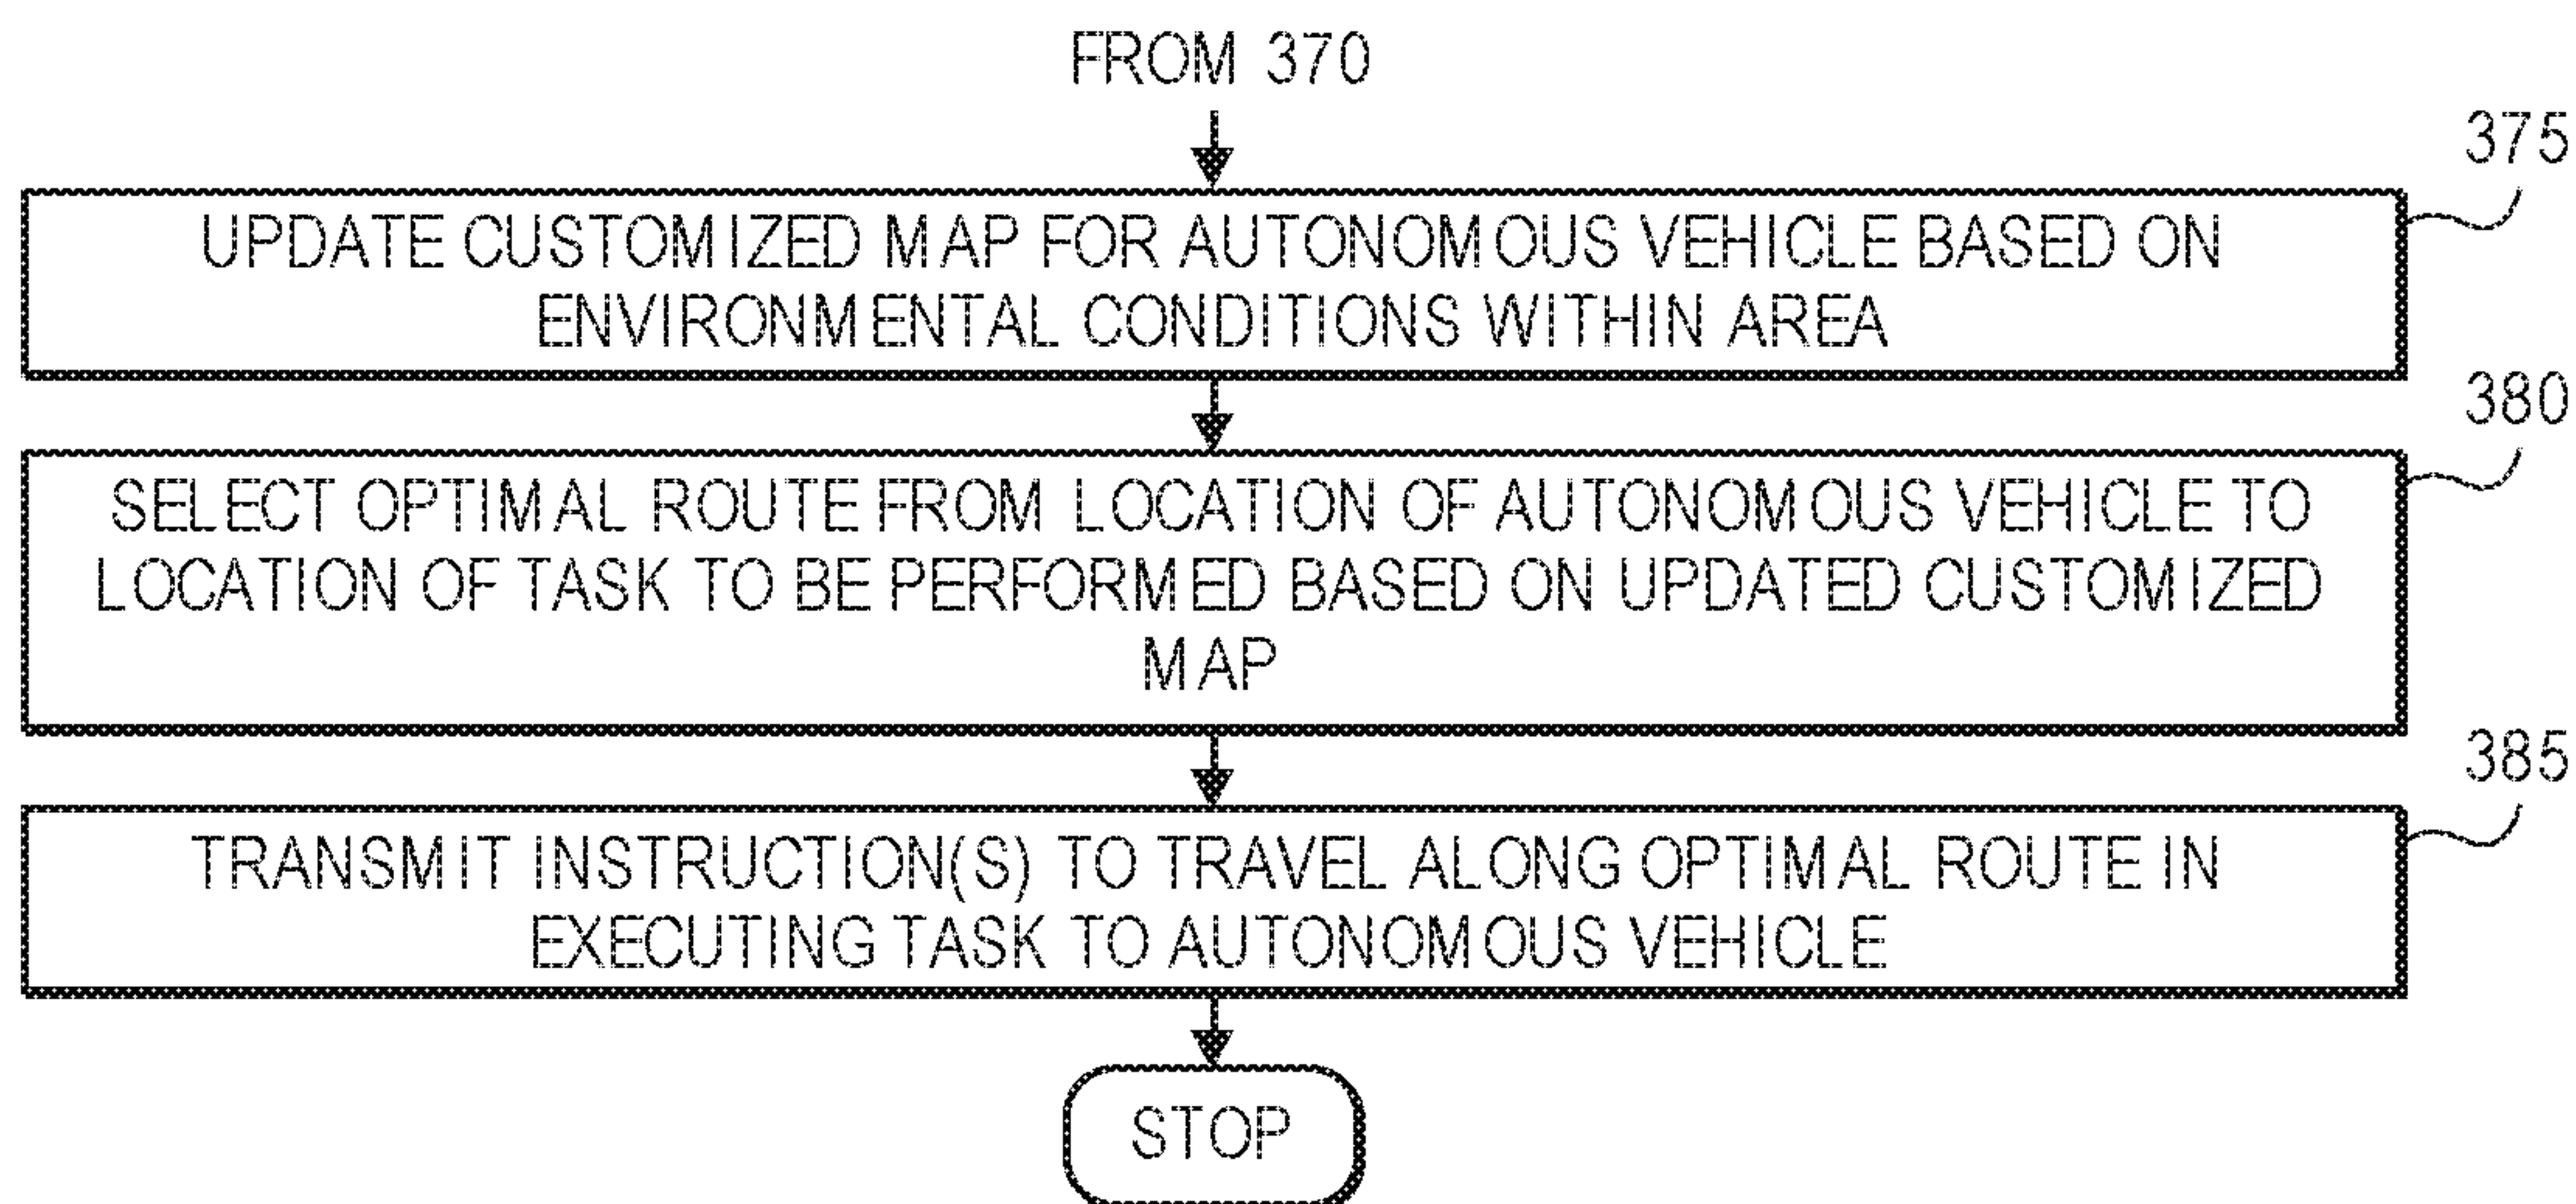 FROM 370
375
UPDATE CUSTOMIZED MAP FOR AUTONOMOUS VEHICLE BASED ON
ENVIRONMENTAL CONDITIONS WITHIN AREA
380
SELECT OPTIMAL ROUTE FROM LOCATION OF AUTONOMOUS VEHICLE TO
LOCATION OF TASK TO BE PERFORMED BASED ON UPDATED CUSTOMIZED
MAP
385
TRANSMIT INSTRUCTION(S) TO TRAVEL ALONG OPTIMAL ROUTE IN
EXECUTING TASK TO AUTONOMOUS VEHICLE
STOP